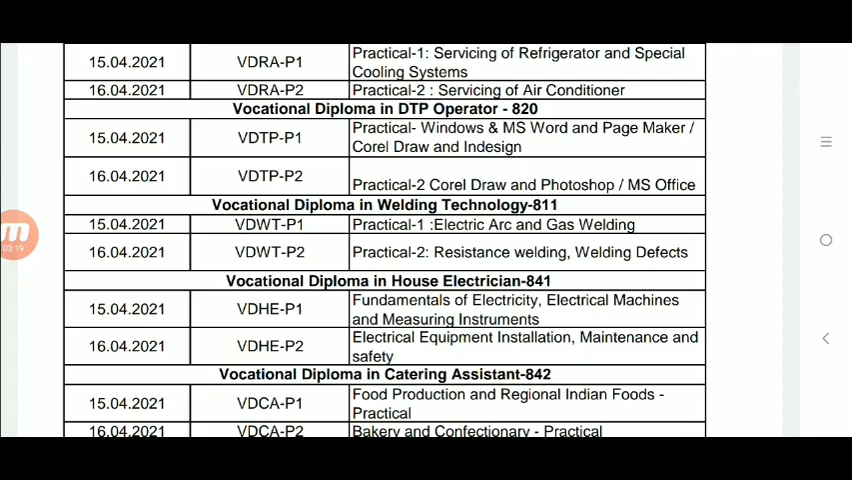 15.04.2021 VDRA-P1 Practical-1: Servicing of Refrigerator and Special
Cooling Systems
16.04.2021 VDRA-P2 Practical-2 : Servicing of Air Conditioner
Vocational Diploma in DTP Operator - 820
15.04.2021 VDTP-P1 Practical- Windows & MS Word and Page Maker /
Corel Draw and Indesign
16.04.2021 VDTP-P2 Practical-2 Corel Draw and Photoshop / MS Office
Vocational Diploma in Welding Technology-811
15.04.2021 VDWT-P1 Practical-1 :Electric Arc and Gas Welding
16.04.2021 VDWT-P2 Practical-2: Resistance welding, Welding Defects
Vocational Diploma in House Electrician-841
15.04.2021 VDHE-P1 Fundamentals of Electricity, Electrical Machines
and Measuring Instruments
16.04.2021 VDHE-P2 Electrical Equipment Installation, Maintenance and
safety
Vocational Diploma in Catering Assistant-842
15.04.2021 VDCA-P1 Food Production and Regional Indian Foods -
Practical
16.04.2021 VDCA-P2 Bakery and Confectionary - Practical
03:19